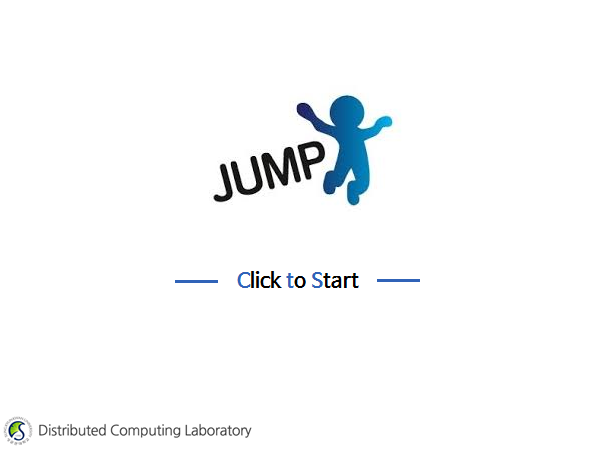 JUMP
Click to Start
Distributed Computing Laboratory